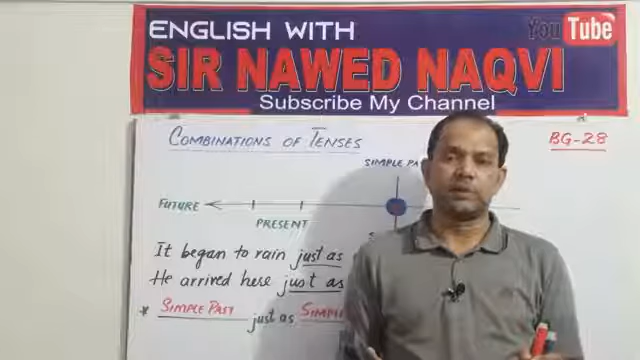 ENGLISH WITH
YouTube
SIR NAWED NAQVI
Subscribe My Channel
COMBINATIONS OF TENSES
BG-28
SIMPLE PA
FUTURE
PRESENT
It began to rain just as
He arrived here just as
* SIMPLE PAST just as SIMPL